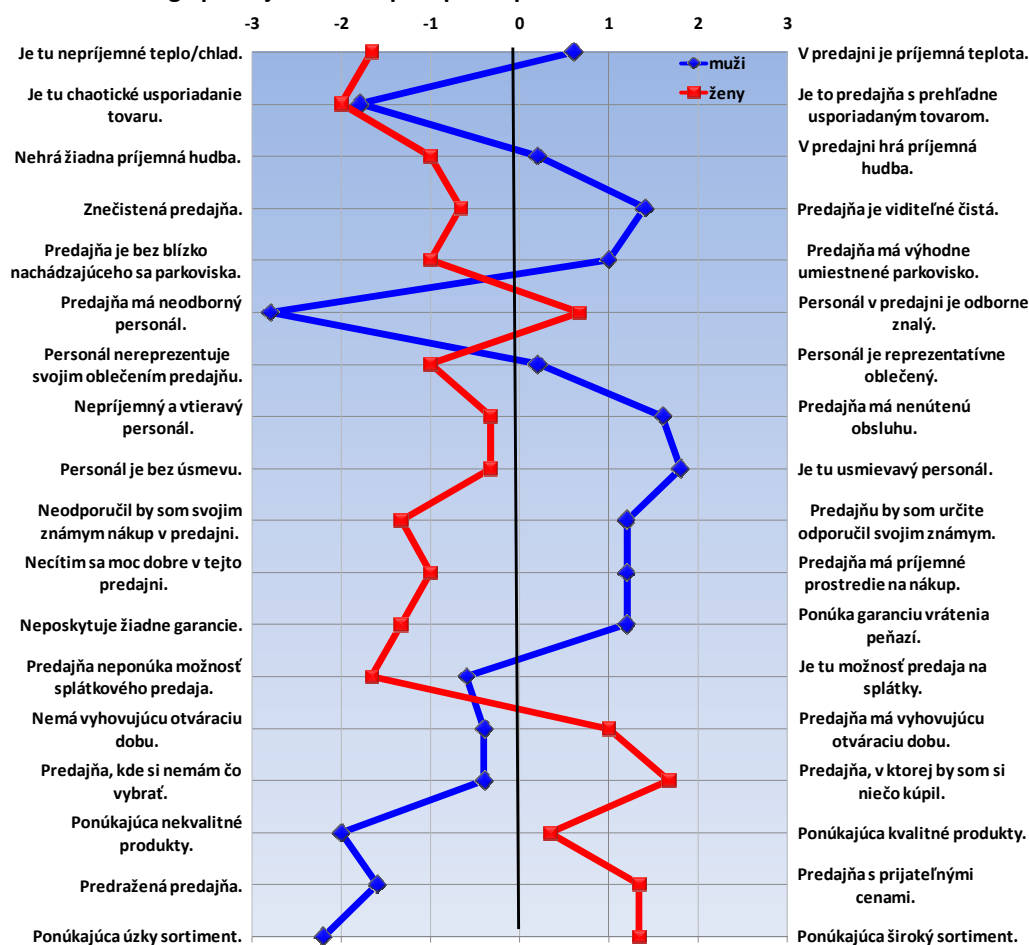 -3 -2 -1 0 1 2 3
Je tu nepríjemné teplo/chlad.
V predajni je príjemná teplota.
muži
ženy
Je tu chaotické usporiadanie
tovaru.
Je to predajňa s prehľadne
usporiadaným tovarom.
Nehrá žiadna príjemná hudba.
V predajni hrá príjemná
hudba.
Znečistená predajňa.
Predajňa je viditeľné čistá.
Predajňa je bez blízko
nachádzajúceho sa parkoviska.
Predajňa má výhodne
umiestnené parkovisko.
Predajňa má neodborný
personál.
Personál v predajni je odborne
znalý.
Personál nereprezentuje
svojim oblečením predajňu.
Personál je reprezentatívne
oblečený.
Nepríjemný a vtieravý
personál.
Predajňa má nenútenú
obsluhu.
Personál je bez úsmevu.
Je tu usmievavý personál.
Neodporučil by som svojim
známym nákup v predajni.
Predajňu by som určite
odporučil svojim známym.
Necítim sa moc dobre v tejto
predajni.
Predajňa má príjemné
prostredie na nákup.
Neposkytuje žiadne garancie.
Ponúka garanciu vrátenia
peňazí.
Predajňa neponúka možnosť
splátkového predaja.
Je tu možnosť predaja na
splátky.
Nemá vyhovujúcu otváraciu
dobu.
Predajňa má vyhovujúcu
otváraciu dobu.
Predajňa, kde si nemám čo
vybrať.
Predajňa, v ktorej by som si
niečo kúpil.
Ponúkajúca nekvalitné
produkty.
Ponúkajúca kvalitné produkty.
Predražená predajňa.
Predajňa s prijateľnými
cenami.
Ponúkajúca úzky sortiment.
Ponúkajúca široký sortiment.